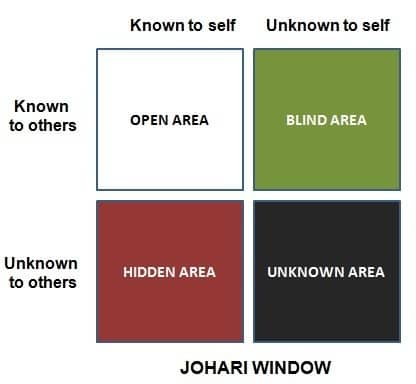 Known to self
Unknown to self
Known
to others
OPEN AREA
BLIND AREA
Unknown
to others
HIDDEN AREA
UNKNOWN AREA
JOHARI WINDOW